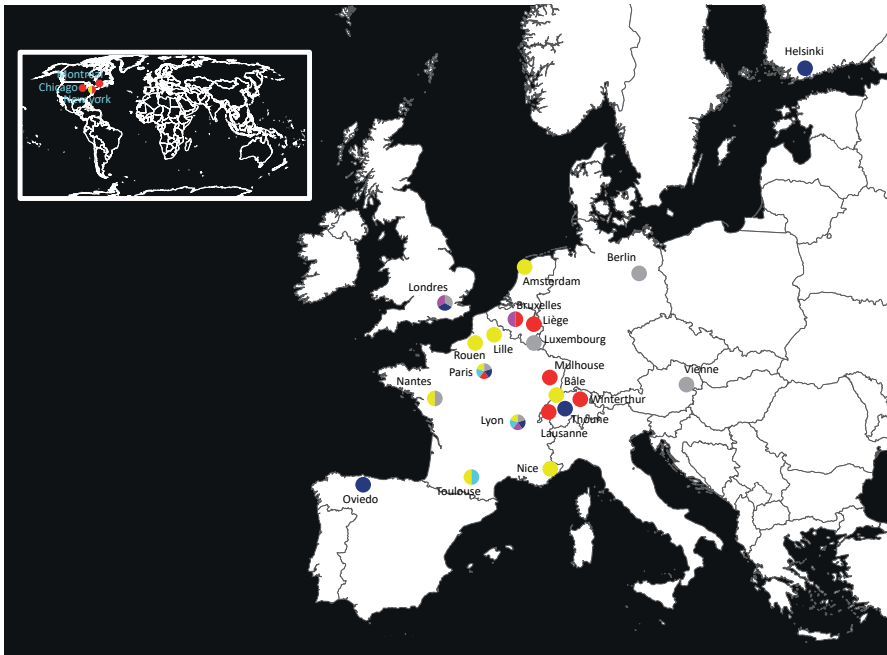 Helsinki
Montréal
Chicago
New york
Berlin
Amsterdam
Londres
Bruxelles
Liège
Luxembourg
Lille
Rouen
Mulhouse
Paris
Vienne
Bâle
Nantes
Winterthur
Thoune
Lyon
Lausanne
Nice
Toulouse
Oviedo